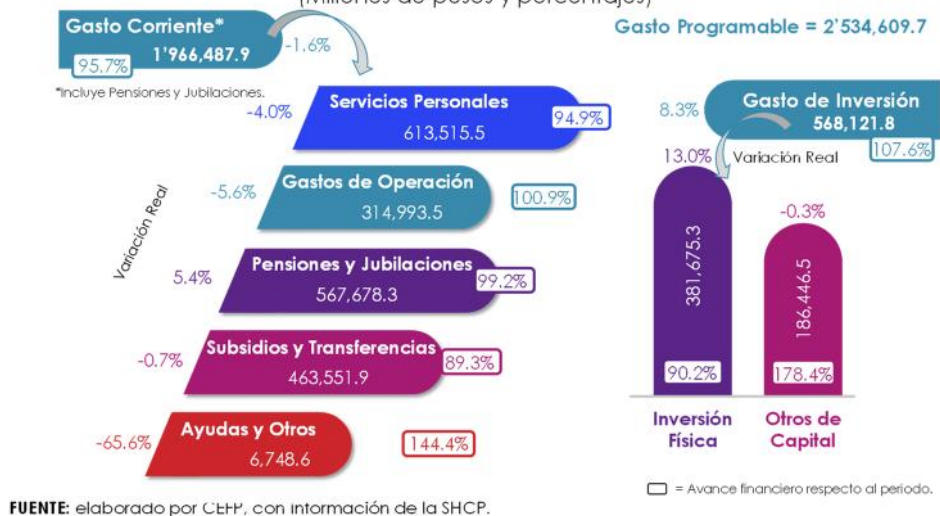 (Millones de pesos y porcentajes)
Gasto Corriente*
1’966,487.9
95.7%
-1.6%
*Incluye Pensiones y Jubilaciones.
Gasto Programable = 2’534,609.7
Variación Real
-4.0%
Servicios Personales
613,515.5
94.9%
-5.6%
Gastos de Operación
314,993.5
100.9%
5.4%
Pensiones y Jubilaciones
567,678.3
99.2%
-0.7%
Subsidios y Transferencias
463,551.9
89.3%
-65.6%
Ayudas y Otros
6,748.6
144.4%
8.3%
Gasto de Inversión
568,121.8
107.6%
Variación Real
13.0%
381,675.3
90.2%
Inversión
Física
-0.3%
186,446.5
178.4%
Otros de
Capital
= Avance financiero respecto al periodo.
FUENTE: elaborado por CEFP, con información de la SHCP.